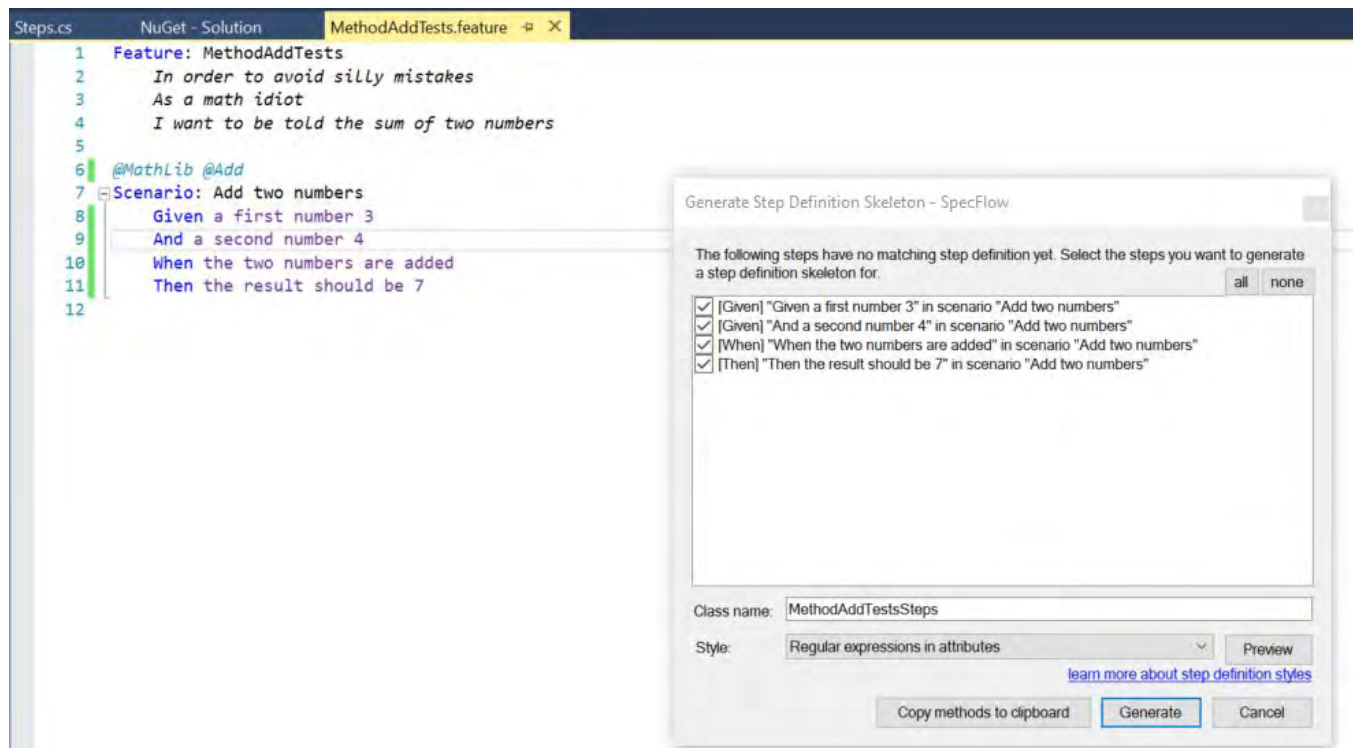 Steps.cs NuGet - Solution MethodAddTests.feature
1 Feature: MethodAddTests
2 In order to avoid silly mistakes
3 As a math idiot
4 I want to be told the sum of two numbers
5
6 @MathLib @Add
7 Scenario: Add two numbers
8 Given a first number 3
9 And a second number 4
10 When the two numbers are added
11 Then the result should be 7
12
Generate Step Definition Skeleton - SpecFlow
The following steps have no matching step definition yet. Select the steps you want to generate
a step definition skeleton for.
all none
[Given] "Given a first number 3" in scenario "Add two numbers"
[Given] "And a second number 4" in scenario "Add two numbers"
[When] "When the two numbers are added" in scenario "Add two numbers"
[Then] "Then the result should be 7" in scenario "Add two numbers"
Class name: MethodAddTestsSteps
Style: Regular expressions in attributes Preview
learn more about step definition styles
Copy methods to clipboard Generate Cancel